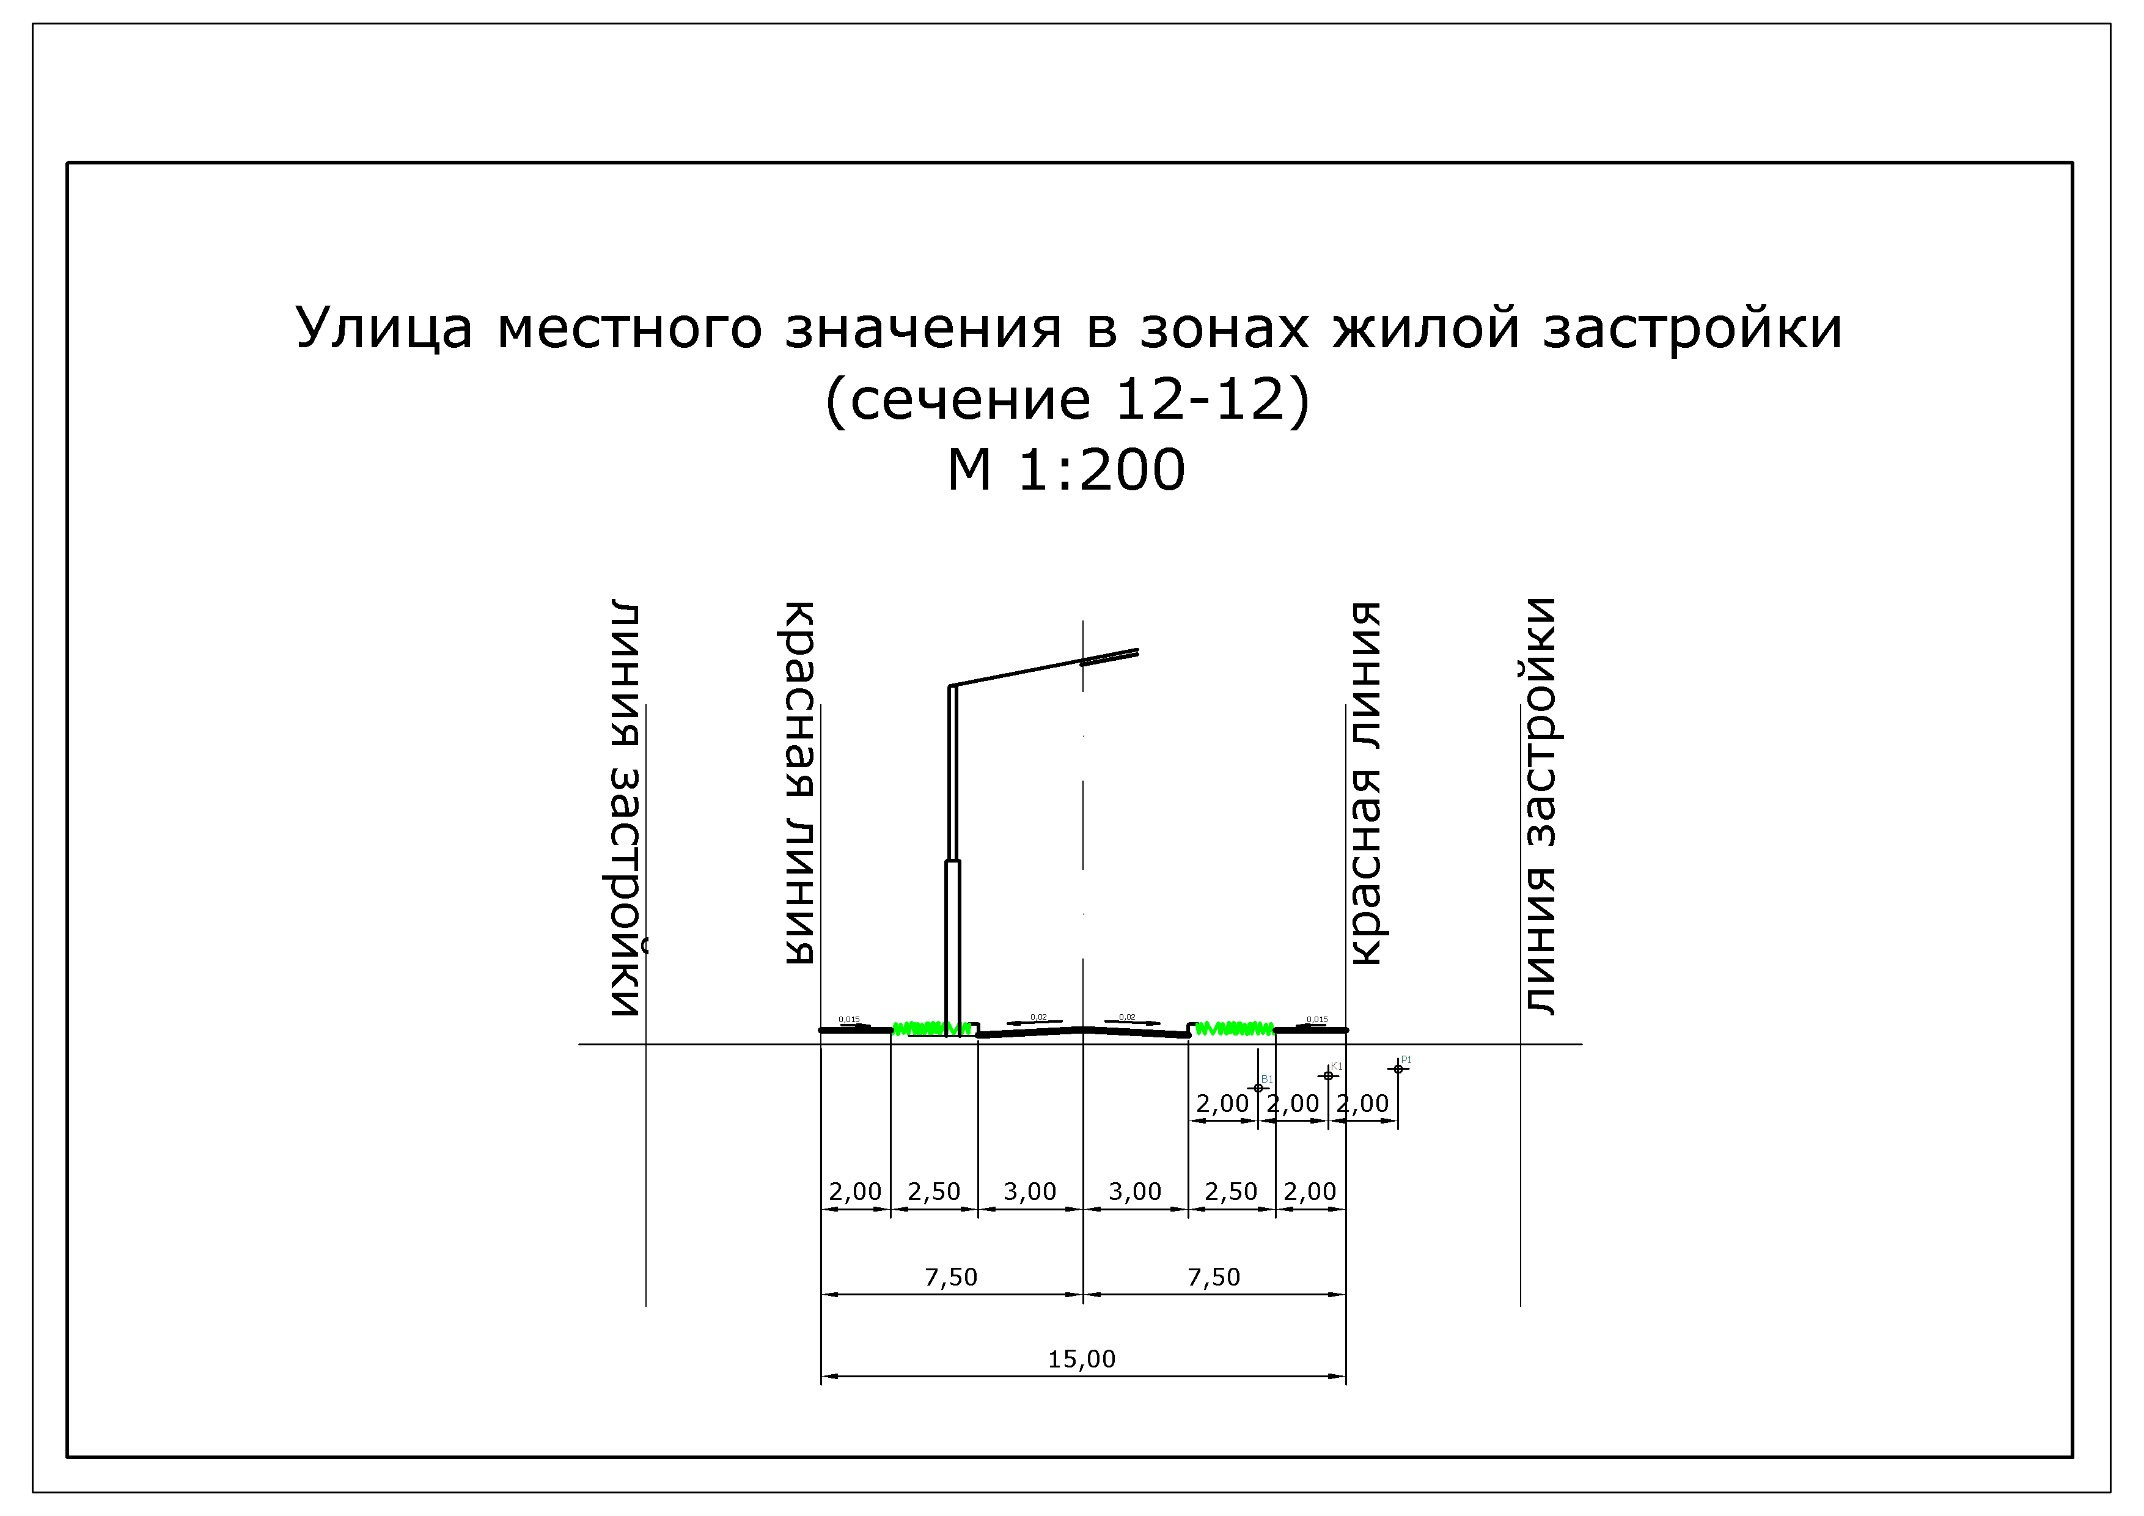 Улица местного значения в зонах жилой застройки
(сечение 12-12)
М 1:200
линия застройки
красная линия
красная линия
линия застройки
0,015
0,02
0,02
0,015
В1
К1
Р1
2,00
2,00
2,00
2,00
2,50
3,00
3,00
2,50
2,00
7,50
7,50
15,00